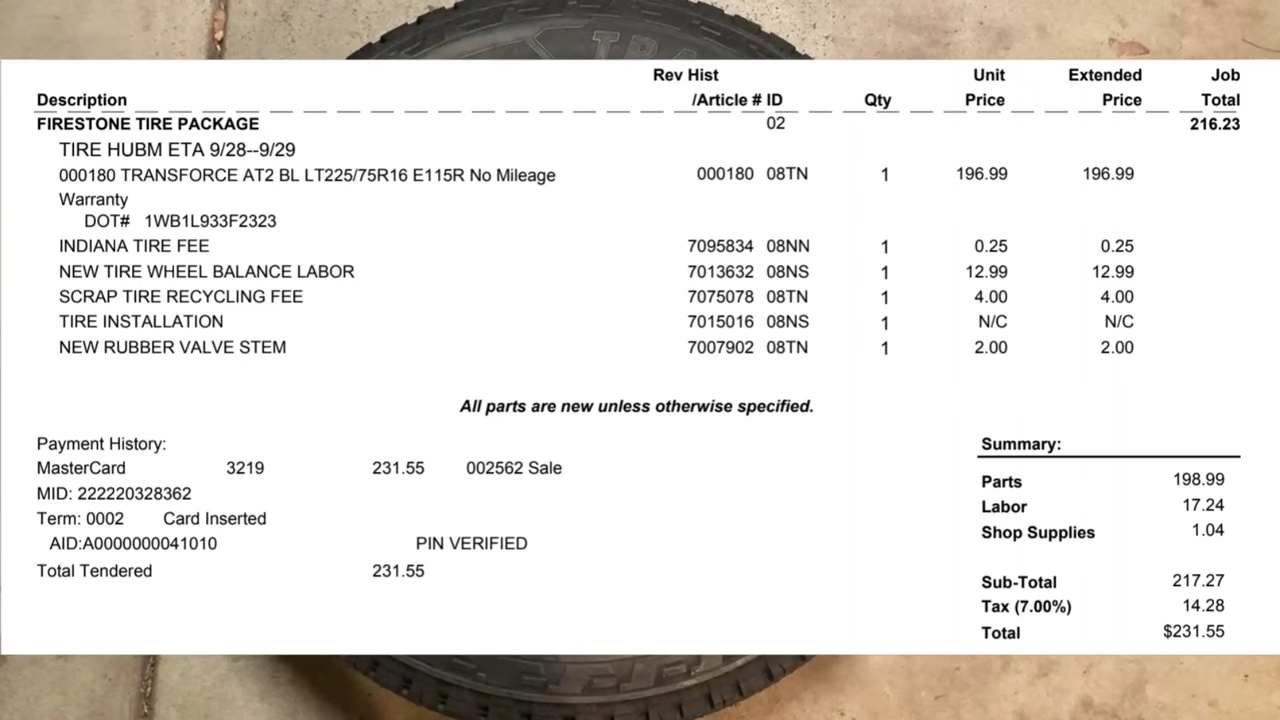 TRA
Rev Hist Unit Extended Job
Description /Article # ID Qty Price Price Total
FIRESTONE TIRE PACKAGE 02 216.23
TIRE HUBM ETA 9/28--9/29
000180 TRANSFORCE AT2 BL LT225/75R16 E115R No Mileage 000180 08TN 1 196.99 196.99
Warranty
DOT# 1WB1L933F2323
INDIANA TIRE FEE 7095834 08NN 1 0.25 0.25
NEW TIRE WHEEL BALANCE LABOR 7013632 08NS 1 12.99 12.99
SCRAP TIRE RECYCLING FEE 7075078 08TN 1 4.00 4.00
TIRE INSTALLATION 7015016 08NS 1 N/C N/C
NEW RUBBER VALVE STEM 7007902 08TN 1 2.00 2.00
All parts are new unless otherwise specified.
Payment History: Summary:
MasterCard 3219 231.55 002562 Sale
Parts 198.99
MID: 222220328362
Labor 17.24
Term: 0002 Card Inserted
Shop Supplies 1.04
AID:A0000000041010 PIN VERIFIED
Total Tendered 231.55
Sub-Total 217.27
Tax (7.00%) 14.28
Total $231.55